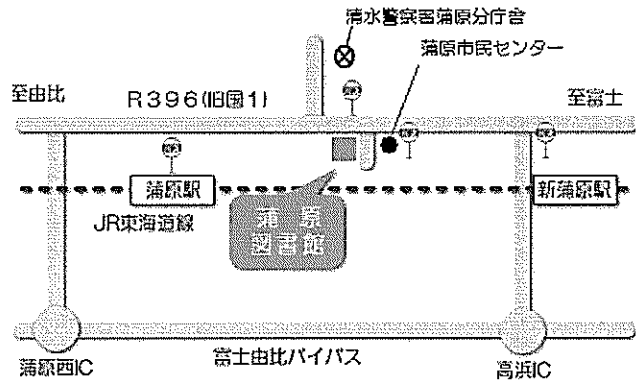 清水警察署蒲原分庁舎
蒲原市民センター
至由比
R396(旧国1)
至富士
蒲原駅
新蒲原駅
JR東海道線
蒲原
図書館
蒲原西IC
富士由比バイパス
高浜IC